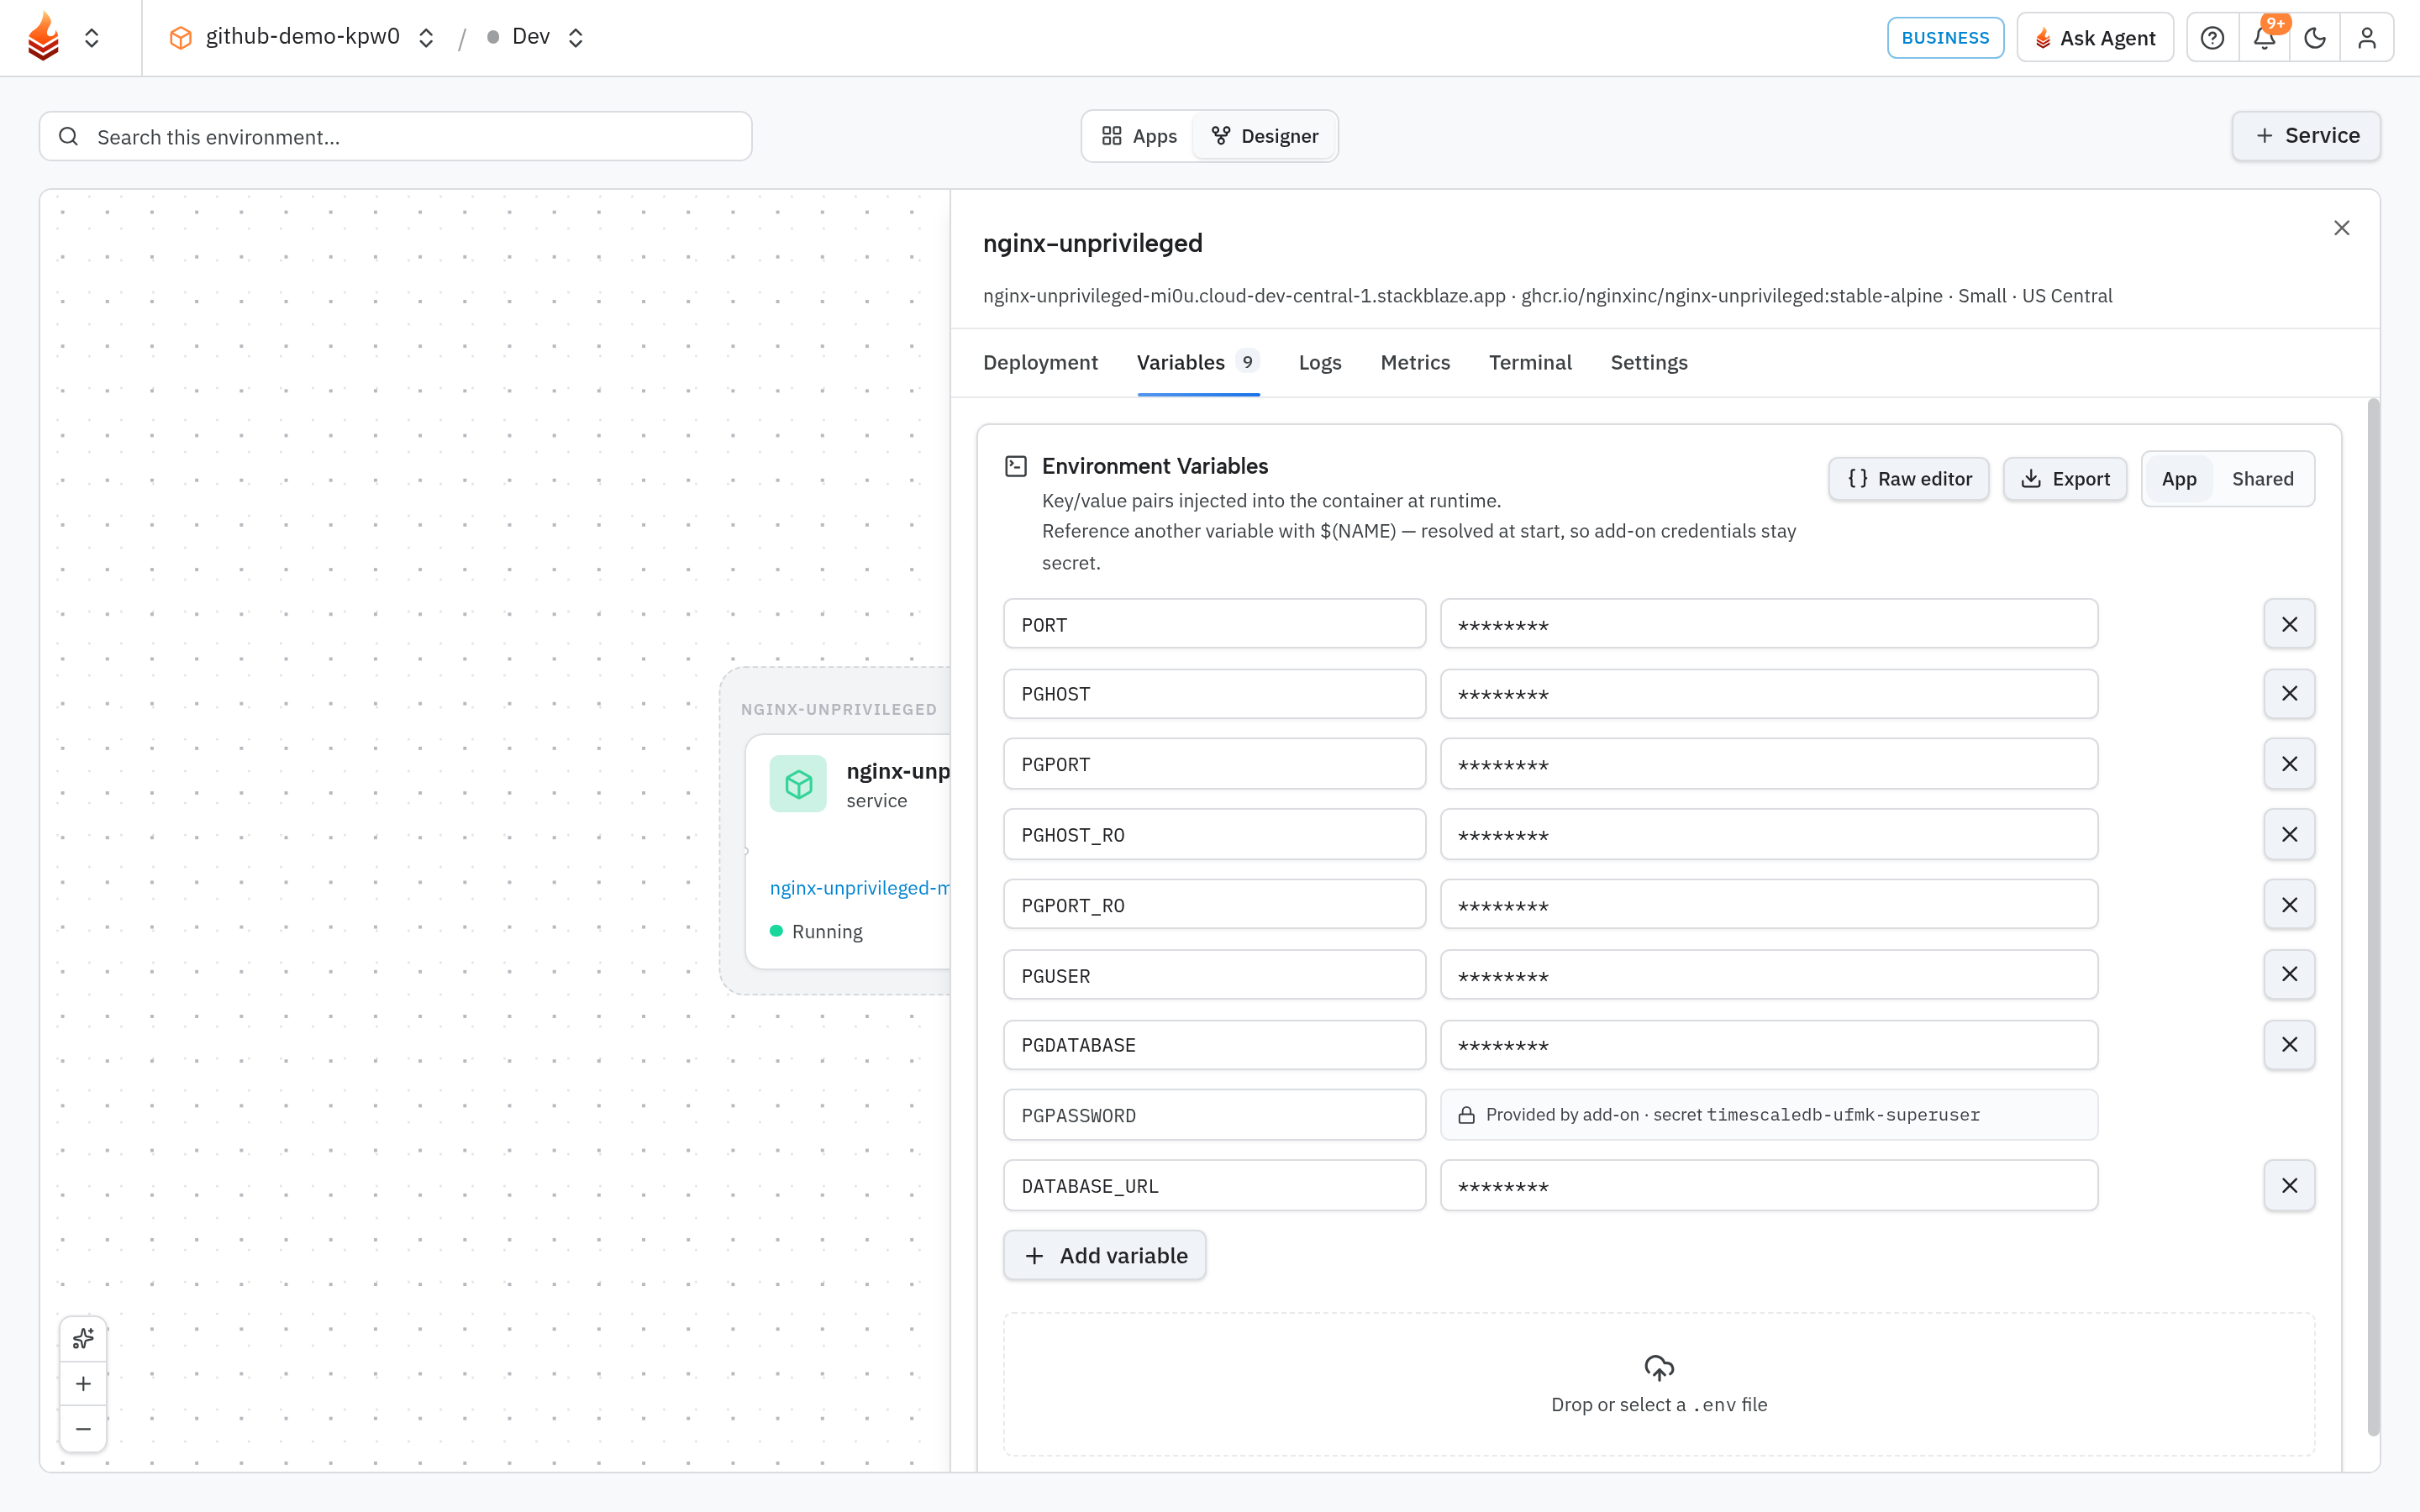 github-demo-kpw0 / Dev
BUSINESS
Ask Agent
9+
Search this environment...
Apps
Designer
Service
nginx-unprivileged
nginx-unprivileged-mi0u.cloud-dev-central-1.stackblaze.app · ghcr.io/nginxinc/nginx-unprivileged:stable-alpine · Small · US Central
Deployment
Variables 9
Logs
Metrics
Terminal
Settings
Environment Variables
Key/value pairs injected into the container at runtime.
Reference another variable with $(NAME) — resolved at start, so add-on credentials stay
secret.
{} Raw editor
Export
App
Shared
PORT ********
PGHOST ********
PGPORT ********
PGHOST_RO ********
PGPORT_RO ********
PGUSER ********
PGDATABASE ********
PGPASSWORD Provided by add-on · secret timescaledb-ufmk-superuser
DATABASE_URL ********
Add variable
Drop or select a .env file
NGINX-UNPRIVILEGED
nginx-unp
service
nginx-unprivileged-m
Running